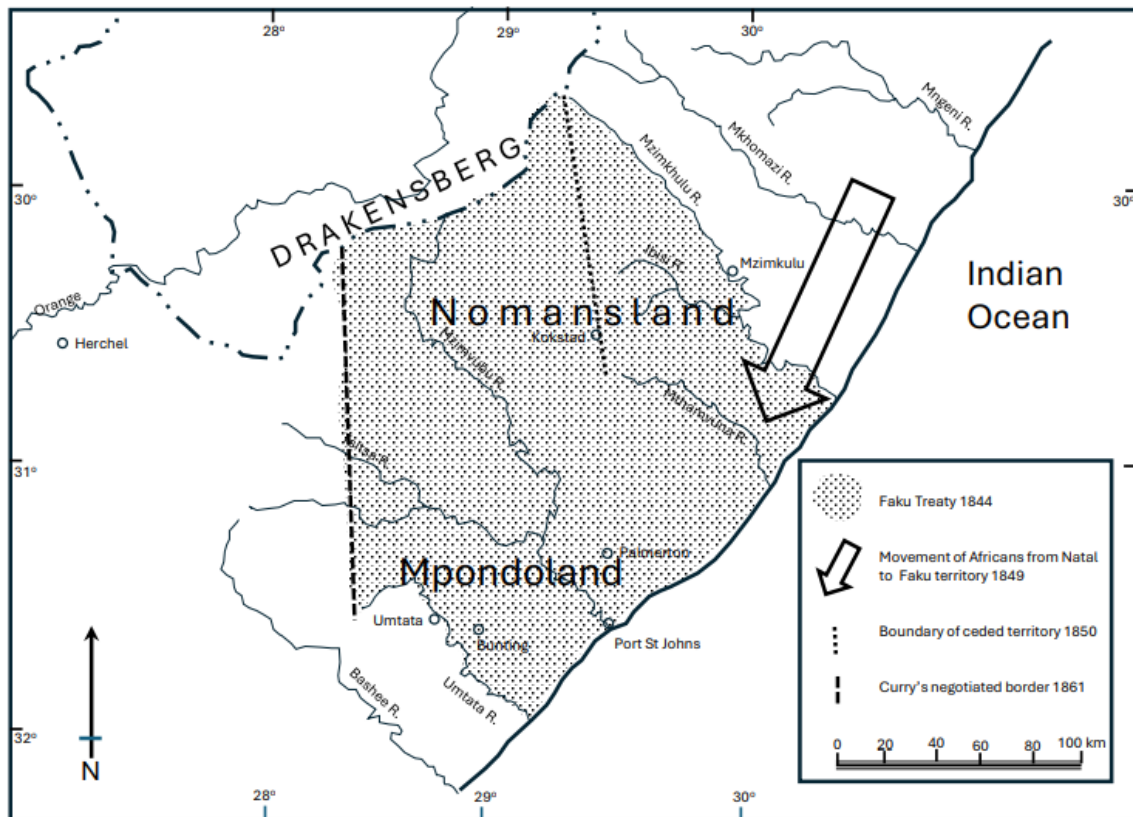 28°
29°
30°
Mngeni R.
Mkhomazi R.
Mzimkhulu R.
DRAKENSBERG
30°
30°
Ibisi R.
Mzimkulu
Indian
Ocean
Nomansland
Orange
Herchel
Kokstad
Mzimvubu R.
Mthamvuna R.
31°
Faku Treaty 1844
Palmerton
Movement of Africans from Natal
to Faku territory 1849
Mpondoland
Umtata
Bunting
Port St Johns
Boundary of ceded territory 1850
Bashee R.
Umtata R.
Curry's negotiated border 1861
32°
0 20 40 60 80 100 km
N
28°
29°
30°